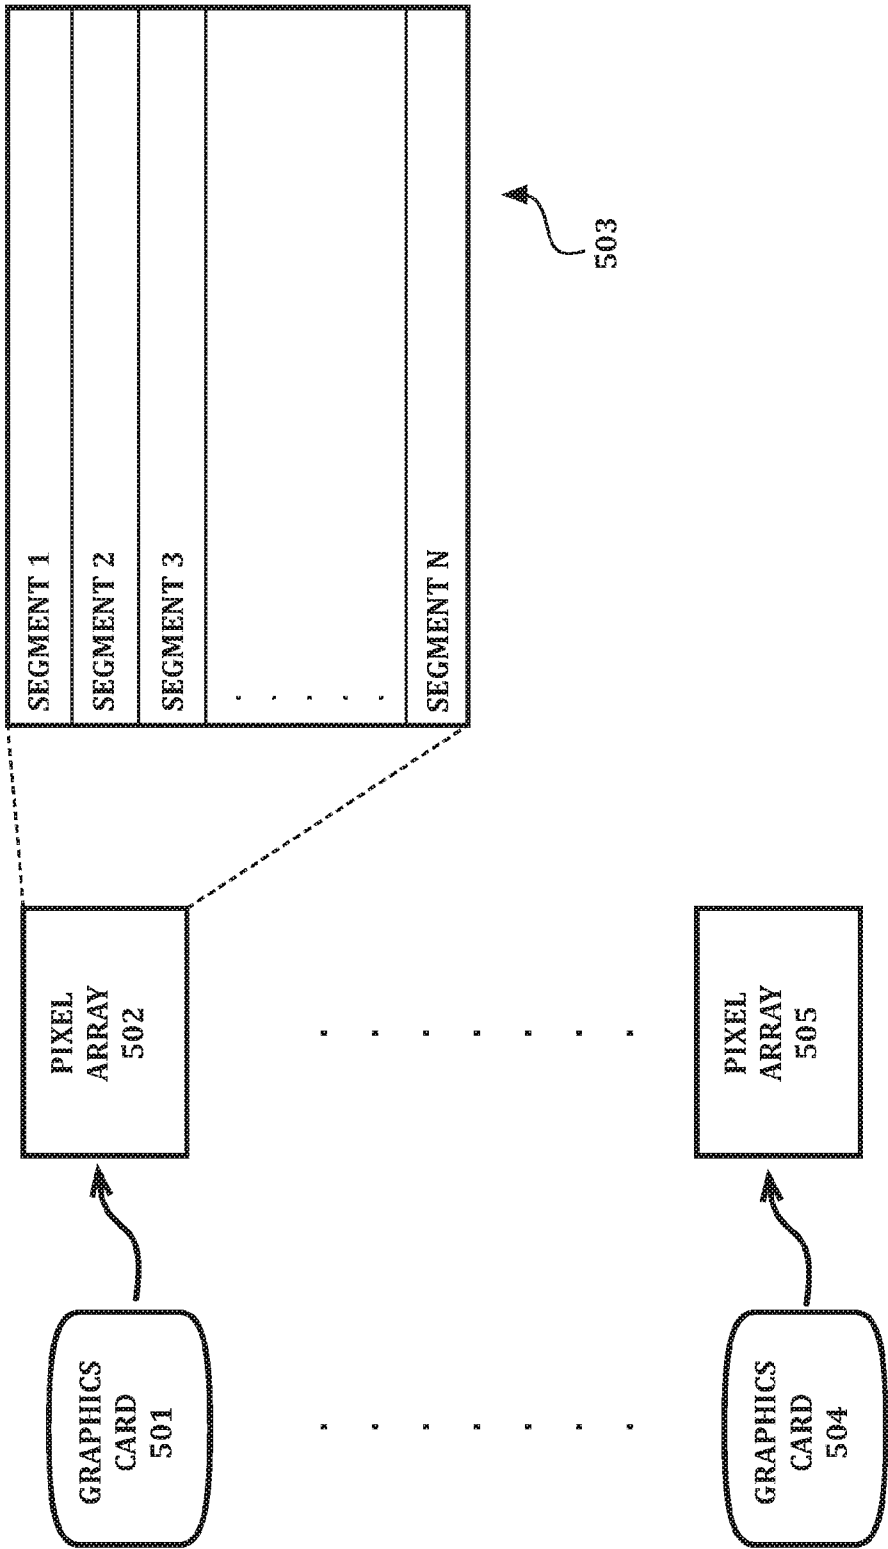 SEGMENT 1
SEGMENT 2
SEGMENT 3
SEGMENT N
503
PIXEL
ARRAY
502
PIXEL
ARRAY
505
GRAPHICS
CARD
501
GRAPHICS
CARD
504